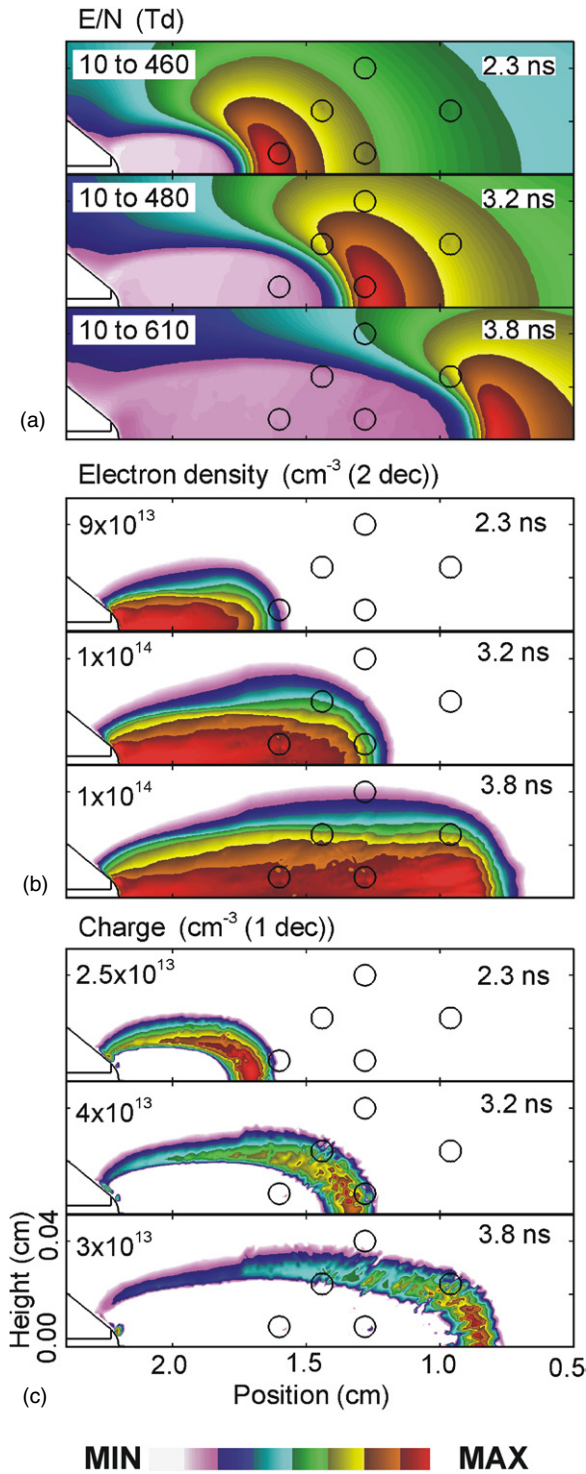 E/N (Td)
10 to 460 2.3 ns
10 to 480 3.2 ns
10 to 610 3.8 ns
(a)
Electron density (cm⁻³ (2 dec))
9x10¹³ 2.3 ns
1x10¹⁴ 3.2 ns
1x10¹⁴ 3.8 ns
(b)
Charge (cm⁻³ (1 dec))
2.5x10¹³ 2.3 ns
4x10¹³ 3.2 ns
3x10¹³ 3.8 ns
Height (cm)
0.04
0.00
2.0 1.5 1.0 0.5
(c)
Position (cm)
MIN MAX